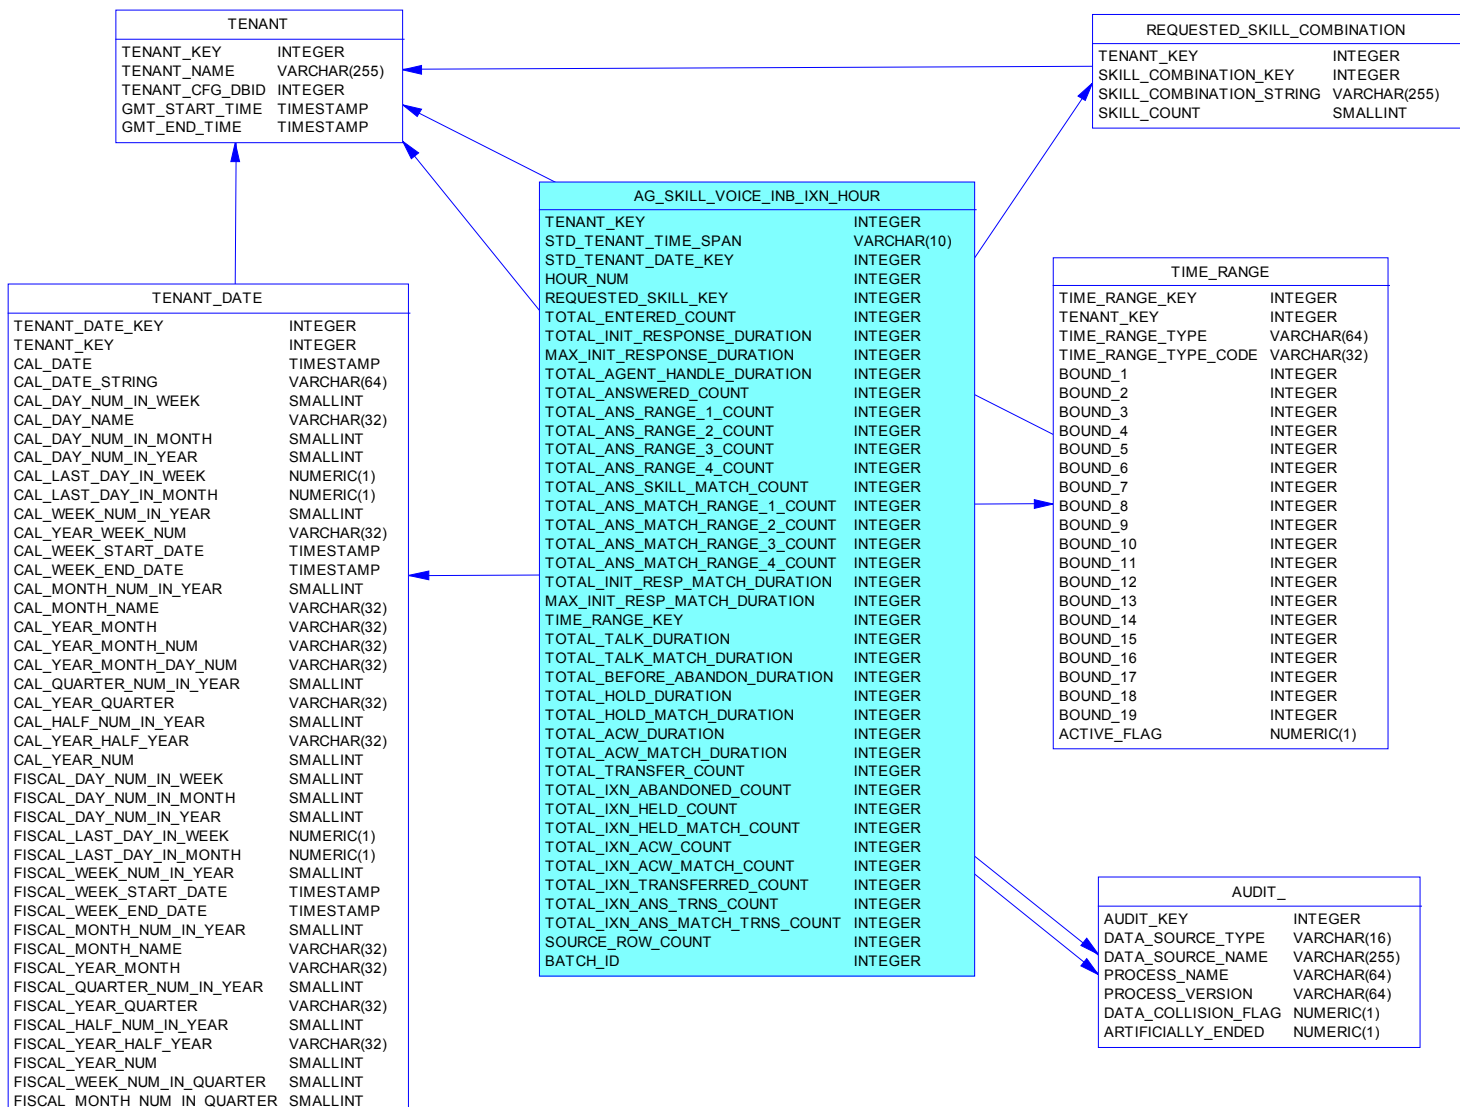 TENANT
TENANT_KEY INTEGER
TENANT_NAME VARCHAR(255)
TENANT_CFG_DBID INTEGER
GMT_START_TIME TIMESTAMP
GMT_END_TIME TIMESTAMP
REQUESTED_SKILL_COMBINATION
TENANT_KEY INTEGER
SKILL_COMBINATION_KEY INTEGER
SKILL_COMBINATION_STRING VARCHAR(255)
SKILL_COUNT SMALLINT
TENANT_DATE
TENANT_DATE_KEY INTEGER
TENANT_KEY INTEGER
CAL_DATE TIMESTAMP
CAL_DATE_STRING VARCHAR(64)
CAL_DAY_NUM_IN_WEEK SMALLINT
CAL_DAY_NAME VARCHAR(32)
CAL_DAY_NUM_IN_MONTH SMALLINT
CAL_DAY_NUM_IN_YEAR SMALLINT
CAL_LAST_DAY_IN_WEEK NUMERIC(1)
CAL_LAST_DAY_IN_MONTH NUMERIC(1)
CAL_WEEK_NUM_IN_YEAR SMALLINT
CAL_YEAR_WEEK_NUM VARCHAR(32)
CAL_WEEK_START_DATE TIMESTAMP
CAL_WEEK_END_DATE TIMESTAMP
CAL_MONTH_NUM_IN_YEAR SMALLINT
CAL_MONTH_NAME VARCHAR(32)
CAL_YEAR_MONTH VARCHAR(32)
CAL_YEAR_MONTH_NUM VARCHAR(32)
CAL_YEAR_MONTH_DAY_NUM VARCHAR(32)
CAL_QUARTER_NUM_IN_YEAR SMALLINT
CAL_YEAR_QUARTER VARCHAR(32)
CAL_HALF_NUM_IN_YEAR SMALLINT
CAL_YEAR_HALF_YEAR VARCHAR(32)
CAL_YEAR_NUM SMALLINT
FISCAL_DAY_NUM_IN_WEEK SMALLINT
FISCAL_DAY_NUM_IN_MONTH SMALLINT
FISCAL_DAY_NUM_IN_YEAR SMALLINT
FISCAL_LAST_DAY_IN_WEEK NUMERIC(1)
FISCAL_LAST_DAY_IN_MONTH NUMERIC(1)
FISCAL_WEEK_NUM_IN_YEAR SMALLINT
FISCAL_WEEK_START_DATE TIMESTAMP
FISCAL_WEEK_END_DATE TIMESTAMP
FISCAL_MONTH_NUM_IN_YEAR SMALLINT
FISCAL_MONTH_NAME VARCHAR(32)
FISCAL_YEAR_MONTH VARCHAR(32)
FISCAL_QUARTER_NUM_IN_YEAR SMALLINT
FISCAL_YEAR_QUARTER VARCHAR(32)
FISCAL_HALF_NUM_IN_YEAR SMALLINT
FISCAL_YEAR_HALF_YEAR VARCHAR(32)
FISCAL_YEAR_NUM SMALLINT
FISCAL_WEEK_NUM_IN_QUARTER SMALLINT
FISCAL_MONTH_NUM_IN_QUARTER SMALLINT
AG_SKILL_VOICE_INB_IXN_HOUR
TENANT_KEY INTEGER
STD_TENANT_TIME_SPAN VARCHAR(10)
STD_TENANT_DATE_KEY INTEGER
HOUR_NUM INTEGER
REQUESTED_SKILL_KEY INTEGER
TOTAL_ENTERED_COUNT INTEGER
TOTAL_INIT_RESPONSE_DURATION INTEGER
MAX_INIT_RESPONSE_DURATION INTEGER
TOTAL_AGENT_HANDLE_DURATION INTEGER
TOTAL_ANSWERED_COUNT INTEGER
TOTAL_ANS_RANGE_1_COUNT INTEGER
TOTAL_ANS_RANGE_2_COUNT INTEGER
TOTAL_ANS_RANGE_3_COUNT INTEGER
TOTAL_ANS_RANGE_4_COUNT INTEGER
TOTAL_ANS_SKILL_MATCH_COUNT INTEGER
TOTAL_ANS_MATCH_RANGE_1_COUNT INTEGER
TOTAL_ANS_MATCH_RANGE_2_COUNT INTEGER
TOTAL_ANS_MATCH_RANGE_3_COUNT INTEGER
TOTAL_ANS_MATCH_RANGE_4_COUNT INTEGER
TOTAL_INIT_RESP_MATCH_DURATION INTEGER
MAX_INIT_RESP_MATCH_DURATION INTEGER
TIME_RANGE_KEY INTEGER
TOTAL_TALK_DURATION INTEGER
TOTAL_TALK_MATCH_DURATION INTEGER
TOTAL_BEFORE_ABANDON_DURATION INTEGER
TOTAL_HOLD_DURATION INTEGER
TOTAL_HOLD_MATCH_DURATION INTEGER
TOTAL_ACW_DURATION INTEGER
TOTAL_ACW_MATCH_DURATION INTEGER
TOTAL_TRANSFER_COUNT INTEGER
TOTAL_IXN_ABANDONED_COUNT INTEGER
TOTAL_IXN_HELD_COUNT INTEGER
TOTAL_IXN_HELD_MATCH_COUNT INTEGER
TOTAL_IXN_ACW_COUNT INTEGER
TOTAL_IXN_ACW_MATCH_COUNT INTEGER
TOTAL_IXN_TRANSFERRED_COUNT INTEGER
TOTAL_IXN_ANS_TRNS_COUNT INTEGER
TOTAL_IXN_ANS_MATCH_TRNS_COUNT INTEGER
SOURCE_ROW_COUNT INTEGER
BATCH_ID INTEGER
TIME_RANGE
TIME_RANGE_KEY INTEGER
TENANT_KEY INTEGER
TIME_RANGE_TYPE VARCHAR(64)
TIME_RANGE_TYPE_CODE VARCHAR(32)
BOUND_1 INTEGER
BOUND_2 INTEGER
BOUND_3 INTEGER
BOUND_4 INTEGER
BOUND_5 INTEGER
BOUND_6 INTEGER
BOUND_7 INTEGER
BOUND_8 INTEGER
BOUND_9 INTEGER
BOUND_10 INTEGER
BOUND_11 INTEGER
BOUND_12 INTEGER
BOUND_13 INTEGER
BOUND_14 INTEGER
BOUND_15 INTEGER
BOUND_16 INTEGER
BOUND_17 INTEGER
BOUND_18 INTEGER
BOUND_19 INTEGER
ACTIVE_FLAG NUMERIC(1)
AUDIT_
AUDIT_KEY INTEGER
DATA_SOURCE_TYPE VARCHAR(16)
DATA_SOURCE_NAME VARCHAR(255)
PROCESS_NAME VARCHAR(64)
PROCESS_VERSION VARCHAR(64)
DATA_COLLISION_FLAG NUMERIC(1)
ARTIFICIALLY_ENDED NUMERIC(1)